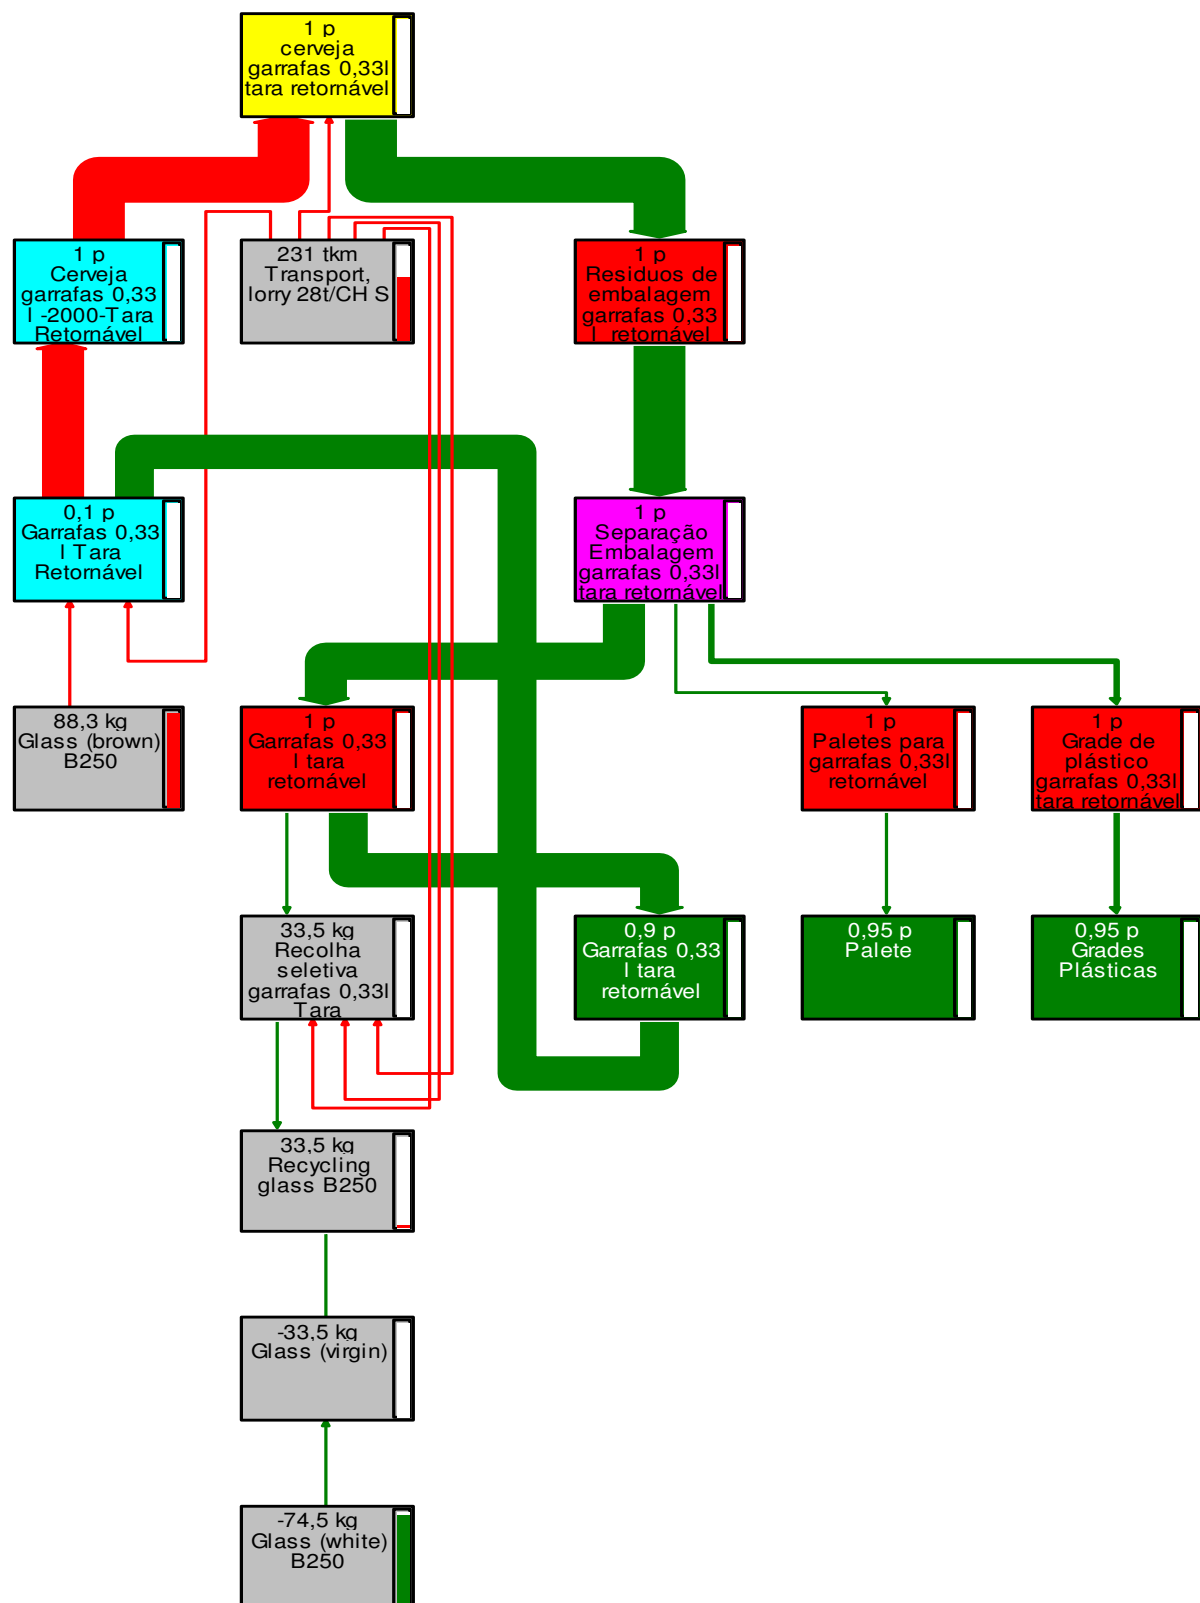 1 p
cerveja
garrafas 0,33l
tara retornável
1 p
Cerveja
garrafas 0,33
l -2000-Tara
Retornável
231 tkm
Transport,
lorry 28t/CH S
1 p
Residuos de
embalagem
garrafas 0,33
l retornável
0,1 p
Garrafas 0,33
l Tara
Retornável
1 p
Separação
Embalagem
garrafas 0,33l
tara retornável
88,3 kg
Glass (brown)
B250
1 p
Garrafas 0,33
l tara
retornável
1 p
Paletes para
garrafas 0,33l
retornável
1 p
Grade de
plástico
garrafas 0,33l
tara retornável
33,5 kg
Recolha
seletiva
garrafas 0,33l
Tara
0,9 p
Garrafas 0,33
l tara
retornável
0,95 p
Palete
0,95 p
Grades
Plásticas
33,5 kg
Recycling
glass B250
-33,5 kg
Glass (virgin)
-74,5 kg
Glass (white)
B250